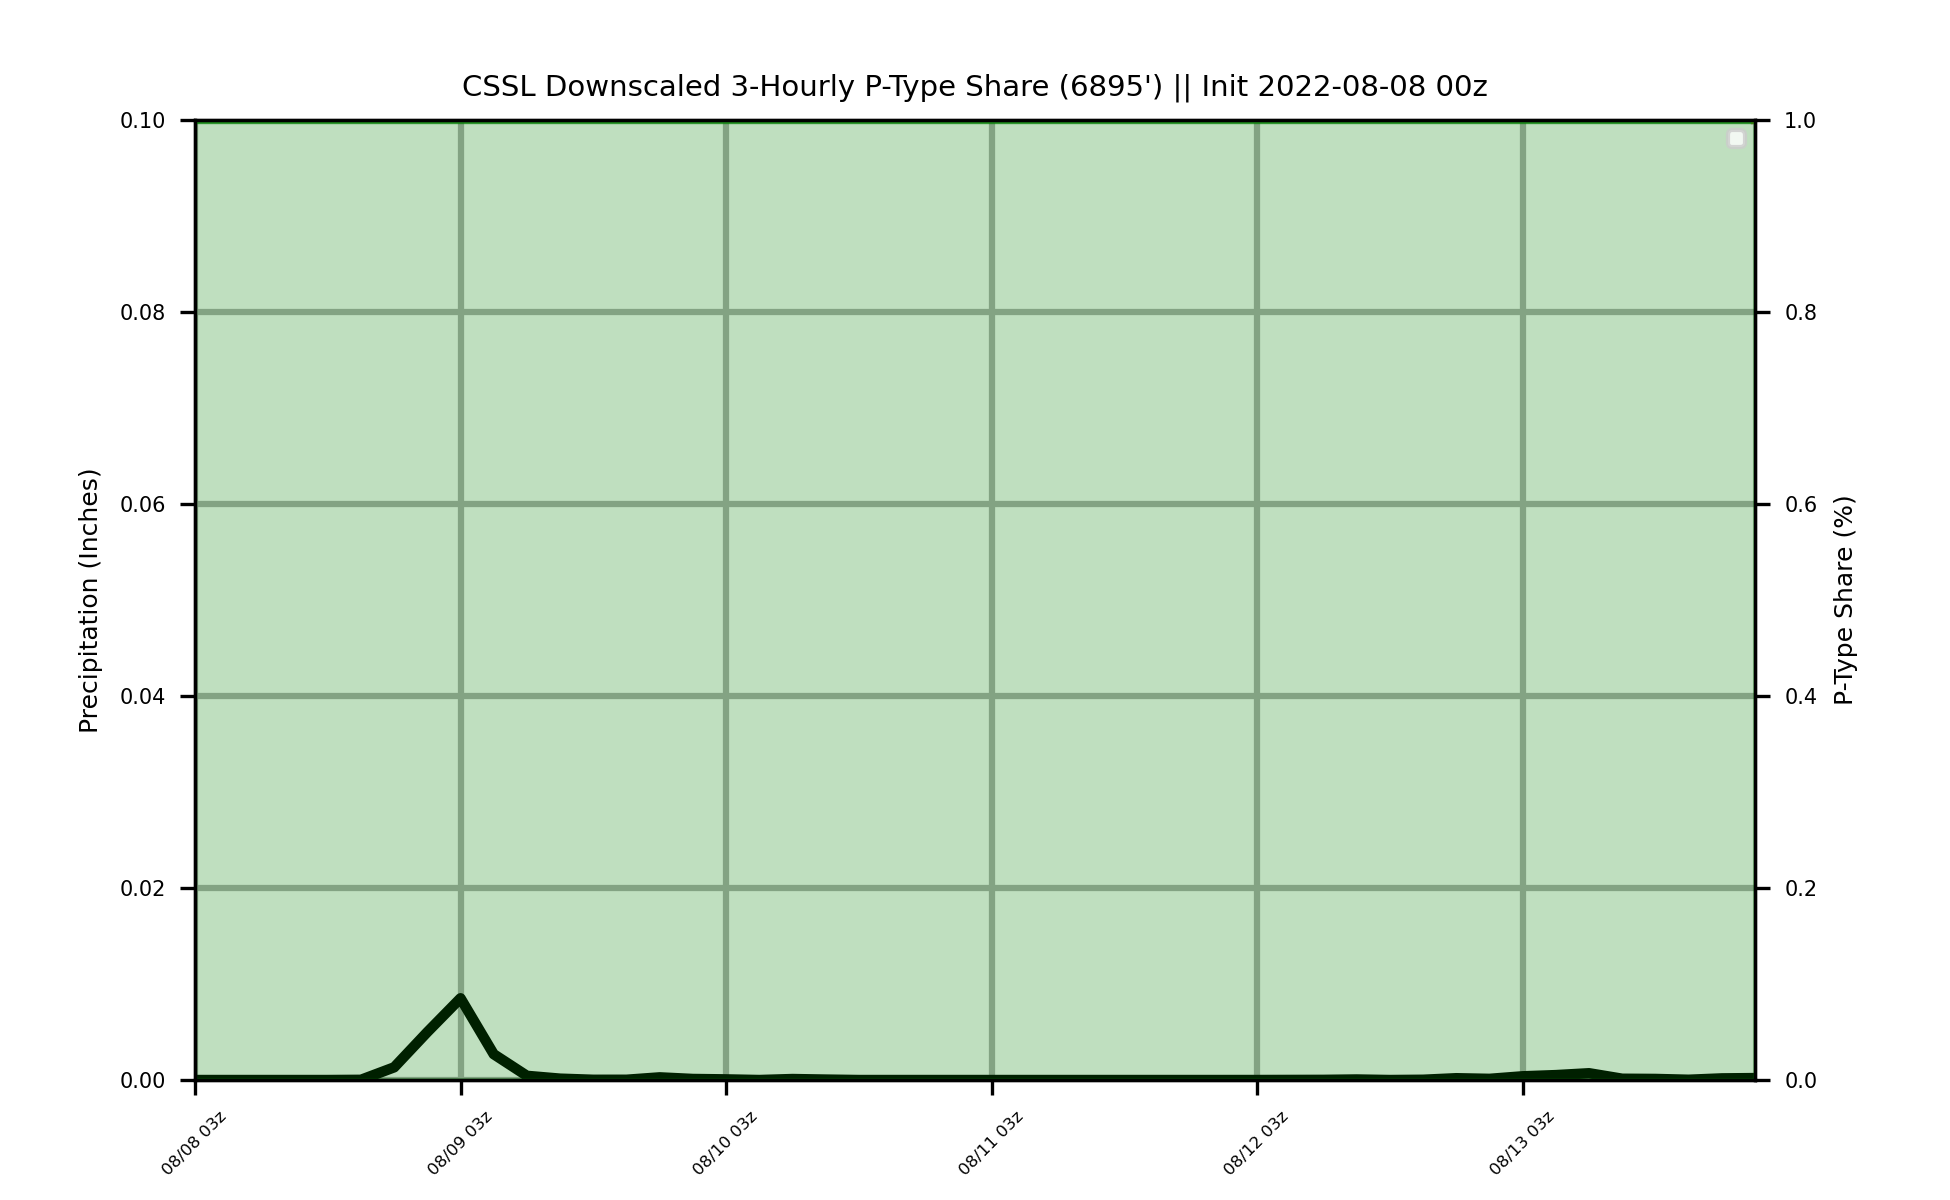 CSSL Downscaled 3-Hourly P-Type Share (6895') || Init 2022-08-08 00z
0.10
0.08
0.06
0.04
0.02
0.00
Precipitation (Inches)
1.0
0.8
0.6
0.4
0.2
0.0
P-Type Share (%)
08/08 03z
08/09 03z
08/10 03z
08/11 03z
08/12 03z
08/13 03z